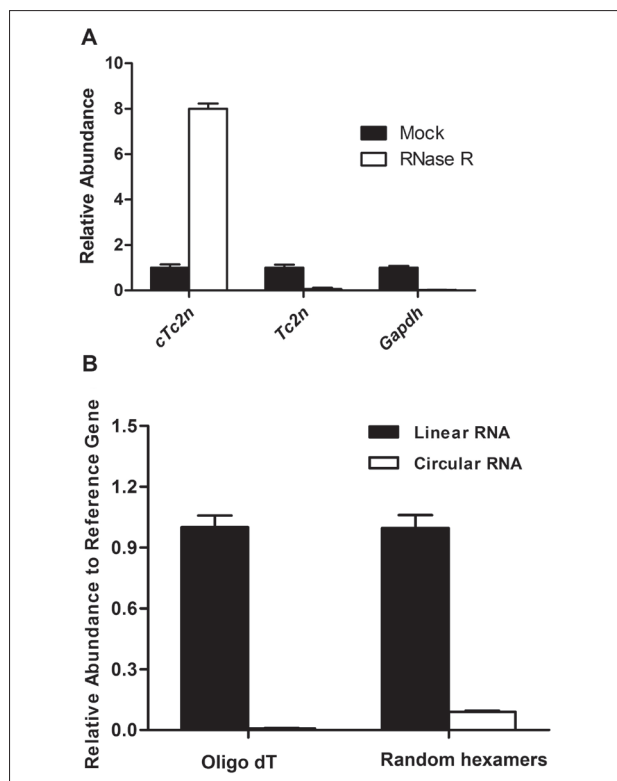 A
Relative Abundance
10
8
6
4
2
0
Mock
RNase R
cTc2n
Tc2n
Gapdh
B
Relative Abundance to Reference Gene
1.5
1.2
0.9
0.6
0.3
0.0
Linear RNA
Circular RNA
Oligo dT
Random hexamers